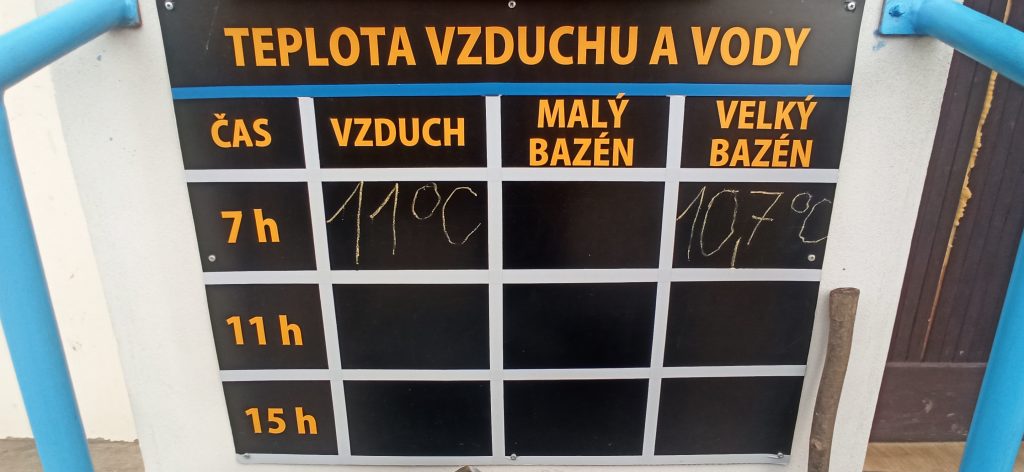 TEPLOTA VZDUCHU A VODY
ČAS VZDUCH MALÝ BAZÉN VELKÝ BAZÉN
7 h 11°C 10,7°C
11 h
15 h